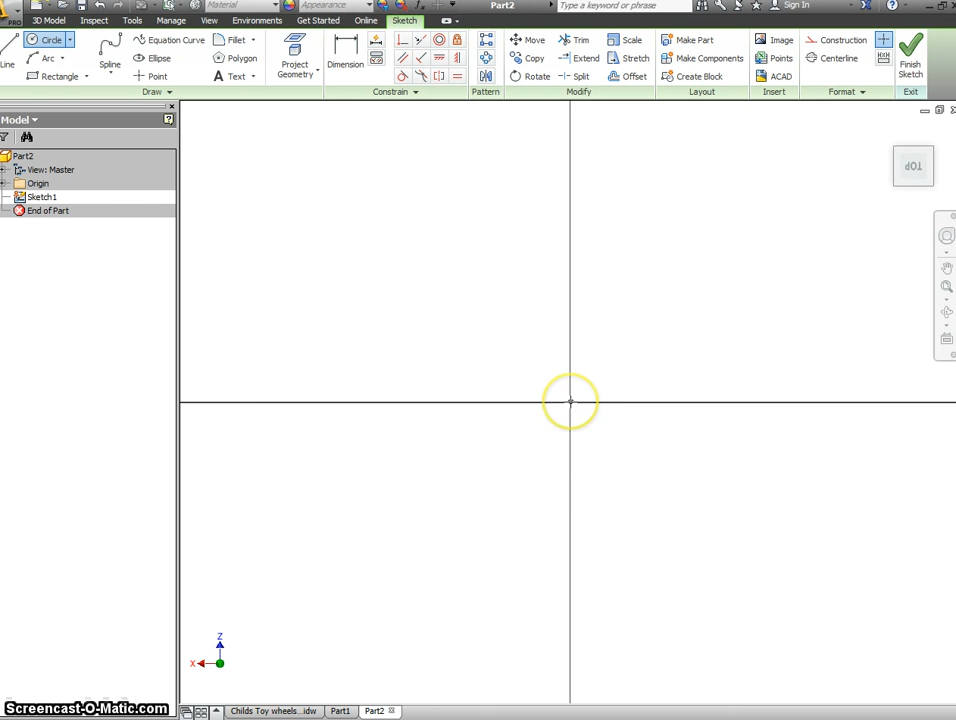 PRO
Material
Appearance
Part2
Type a keyword or phrase
Sign In
3D Model Inspect Tools Manage View Environments Get Started Online Sketch
Line
Circle
Arc
Rectangle
Spline
Equation Curve
Ellipse
Point
Fillet
Polygon
Text
Project Geometry
Dimension
Move
Copy
Rotate
Trim
Extend
Split
Scale
Stretch
Offset
Make Part
Make Components
Create Block
Image
Points
ACAD
Construction
Centerline
Finish Sketch
Draw Constrain Pattern Modify Layout Insert Format Exit
Model
Part2
View: Master
Origin
Sketch1
End of Part
TOP
Z
X
Childs Toy wheels...idw Part1 Part2
Screencast-O-Matic.com